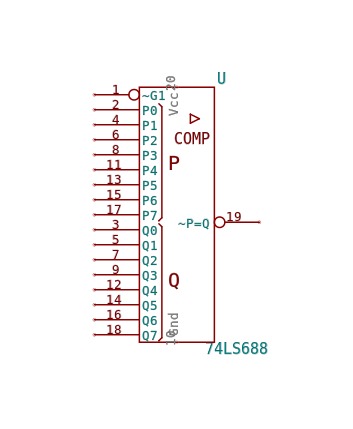 U
20
Vcc
1 ~G1
2 P0
4 P1
6 P2
8 P3
11 P4
13 P5
15 P6
17 P7
3 Q0
5 Q1
7 Q2
9 Q3
12 Q4
14 Q5
16 Q6
18 Q7
COMP
P
~P=Q 19
Q
Gnd
10
74LS688